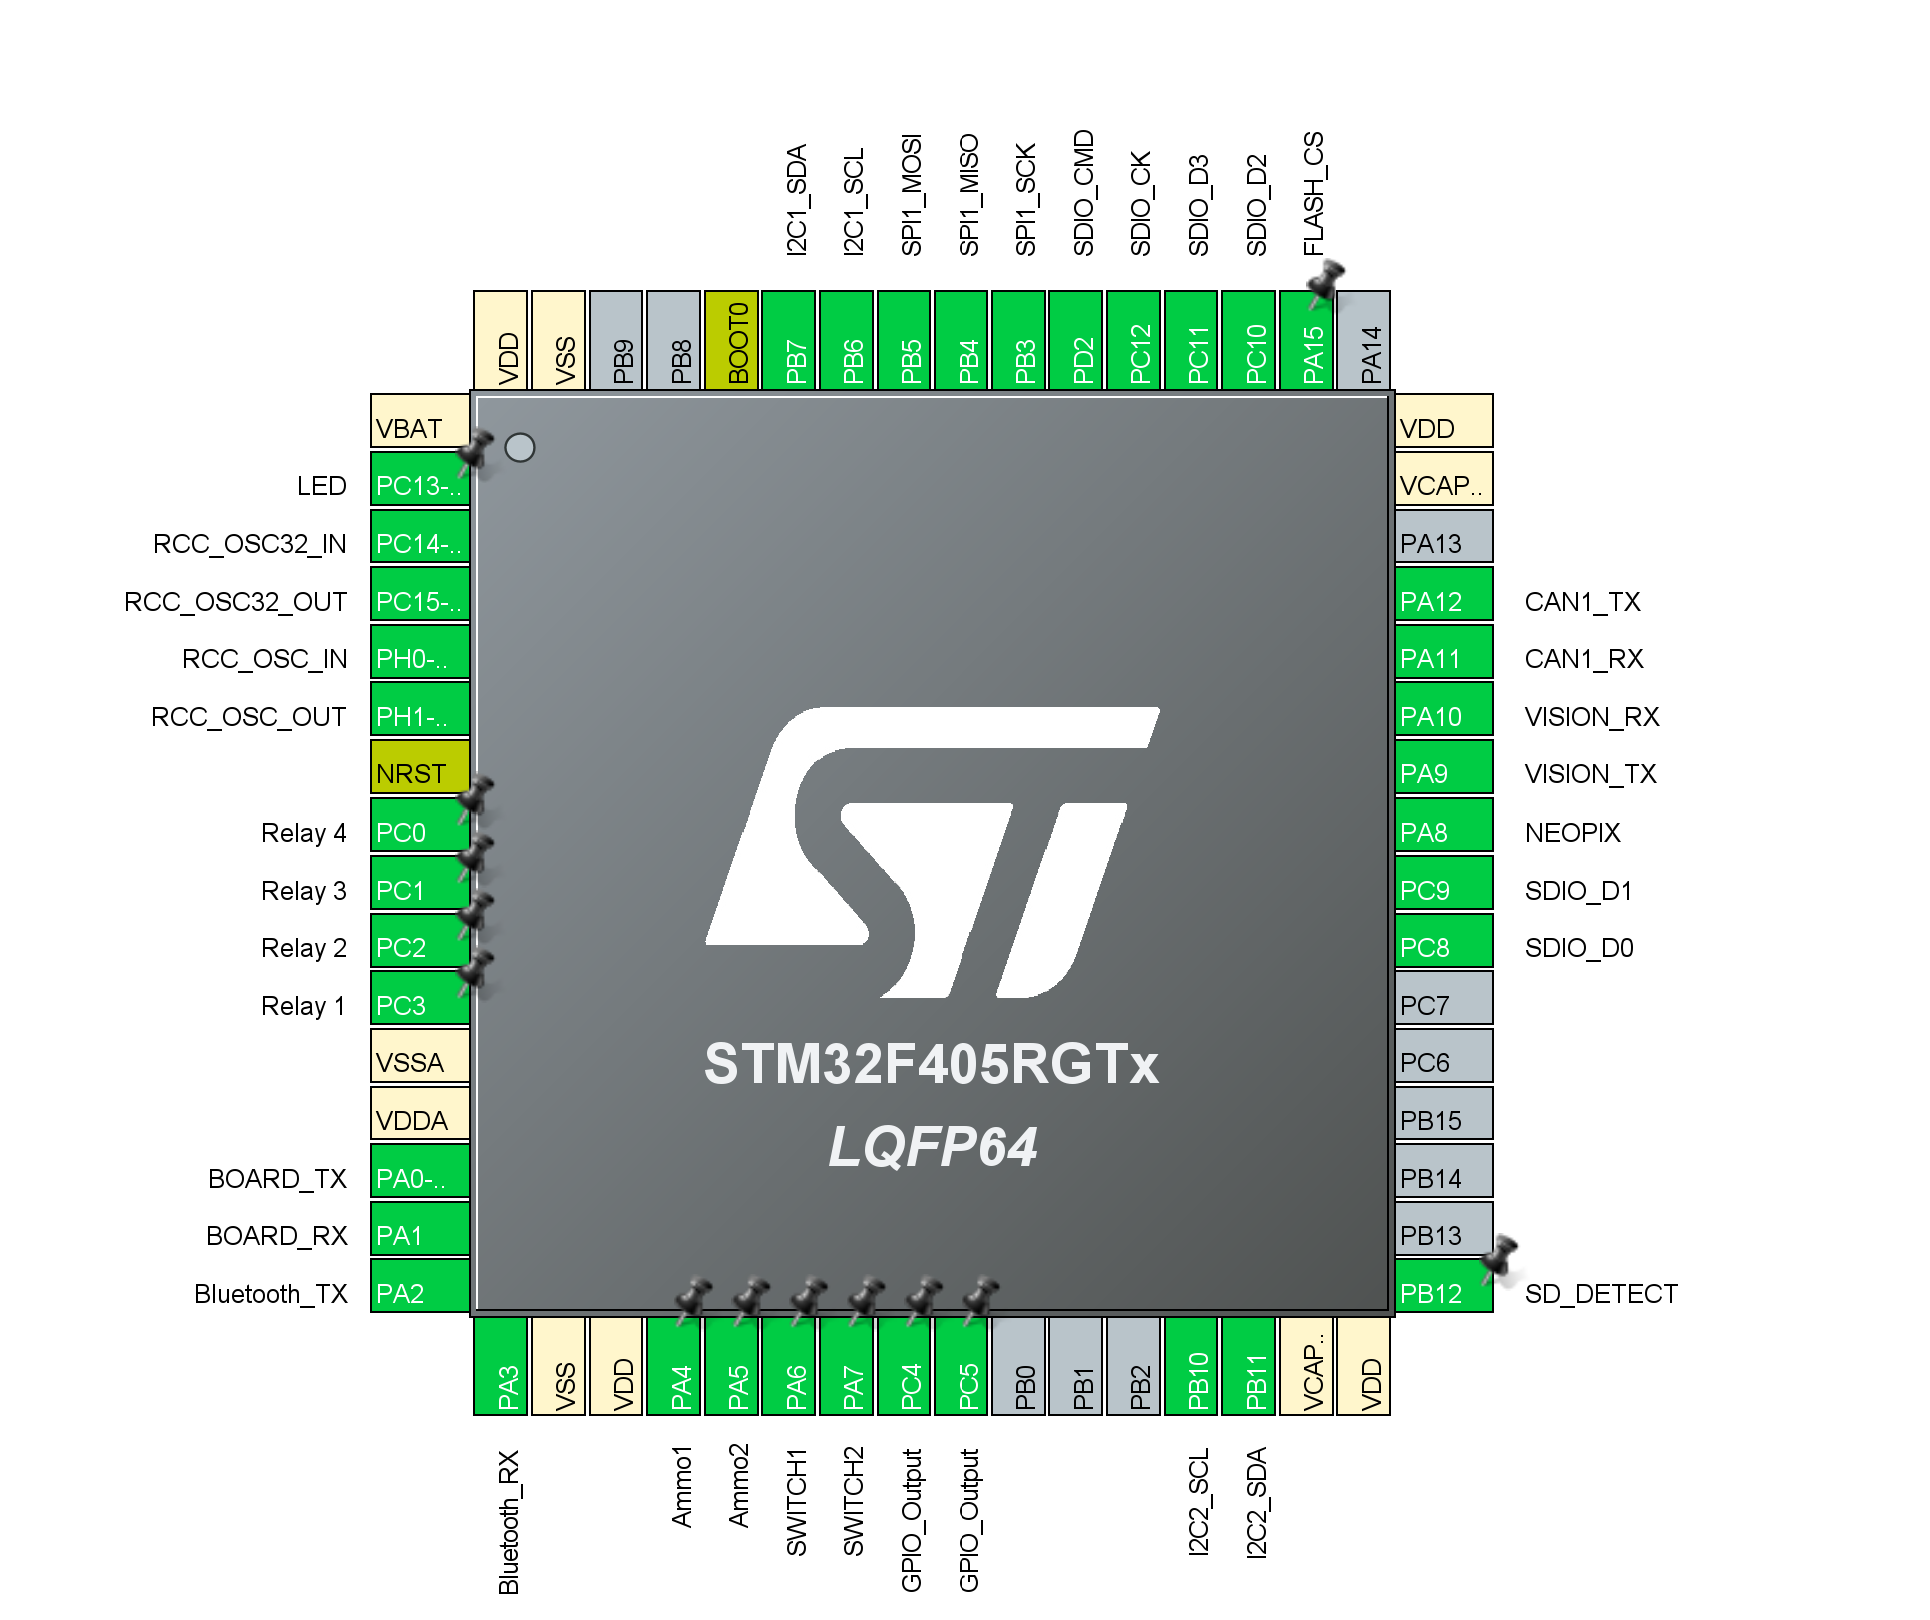 I2C1_SDA
I2C1_SCL
SPI1_MOSI
SPI1_MISO
SPI1_SCK
SDIO_CMD
SDIO_CK
SDIO_D3
SDIO_D2
FLASH_CS
VDD
VSS
PB9
PB8
BOOT0
PB7
PB6
PB5
PB4
PB3
PD2
PC12
PC11
PC10
PA15
PA14
VBAT
LED PC13-..
RCC_OSC32_IN PC14-..
RCC_OSC32_OUT PC15-..
RCC_OSC_IN PH0-..
RCC_OSC_OUT PH1-..
NRST
Relay 4 PC0
Relay 3 PC1
Relay 2 PC2
Relay 1 PC3
VSSA
VDDA
BOARD_TX PA0-..
BOARD_RX PA1
Bluetooth_TX PA2
ST
STM32F405RGTx
LQFP64
VDD
VCAP..
PA13
PA12 CAN1_TX
PA11 CAN1_RX
PA10 VISION_RX
PA9 VISION_TX
PA8 NEOPIX
PC9 SDIO_D1
PC8 SDIO_D0
PC7
PC6
PB15
PB14
PB13
PB12 SD_DETECT
PA3
VSS
VDD
PA4
PA5
PA6
PA7
PC4
PC5
PB0
PB1
PB2
PB10
PB11
VCAP..
VDD
Bluetooth_RX
Ammo1
Ammo2
SWITCH1
SWITCH2
GPIO_Output
GPIO_Output
I2C2_SCL
I2C2_SDA